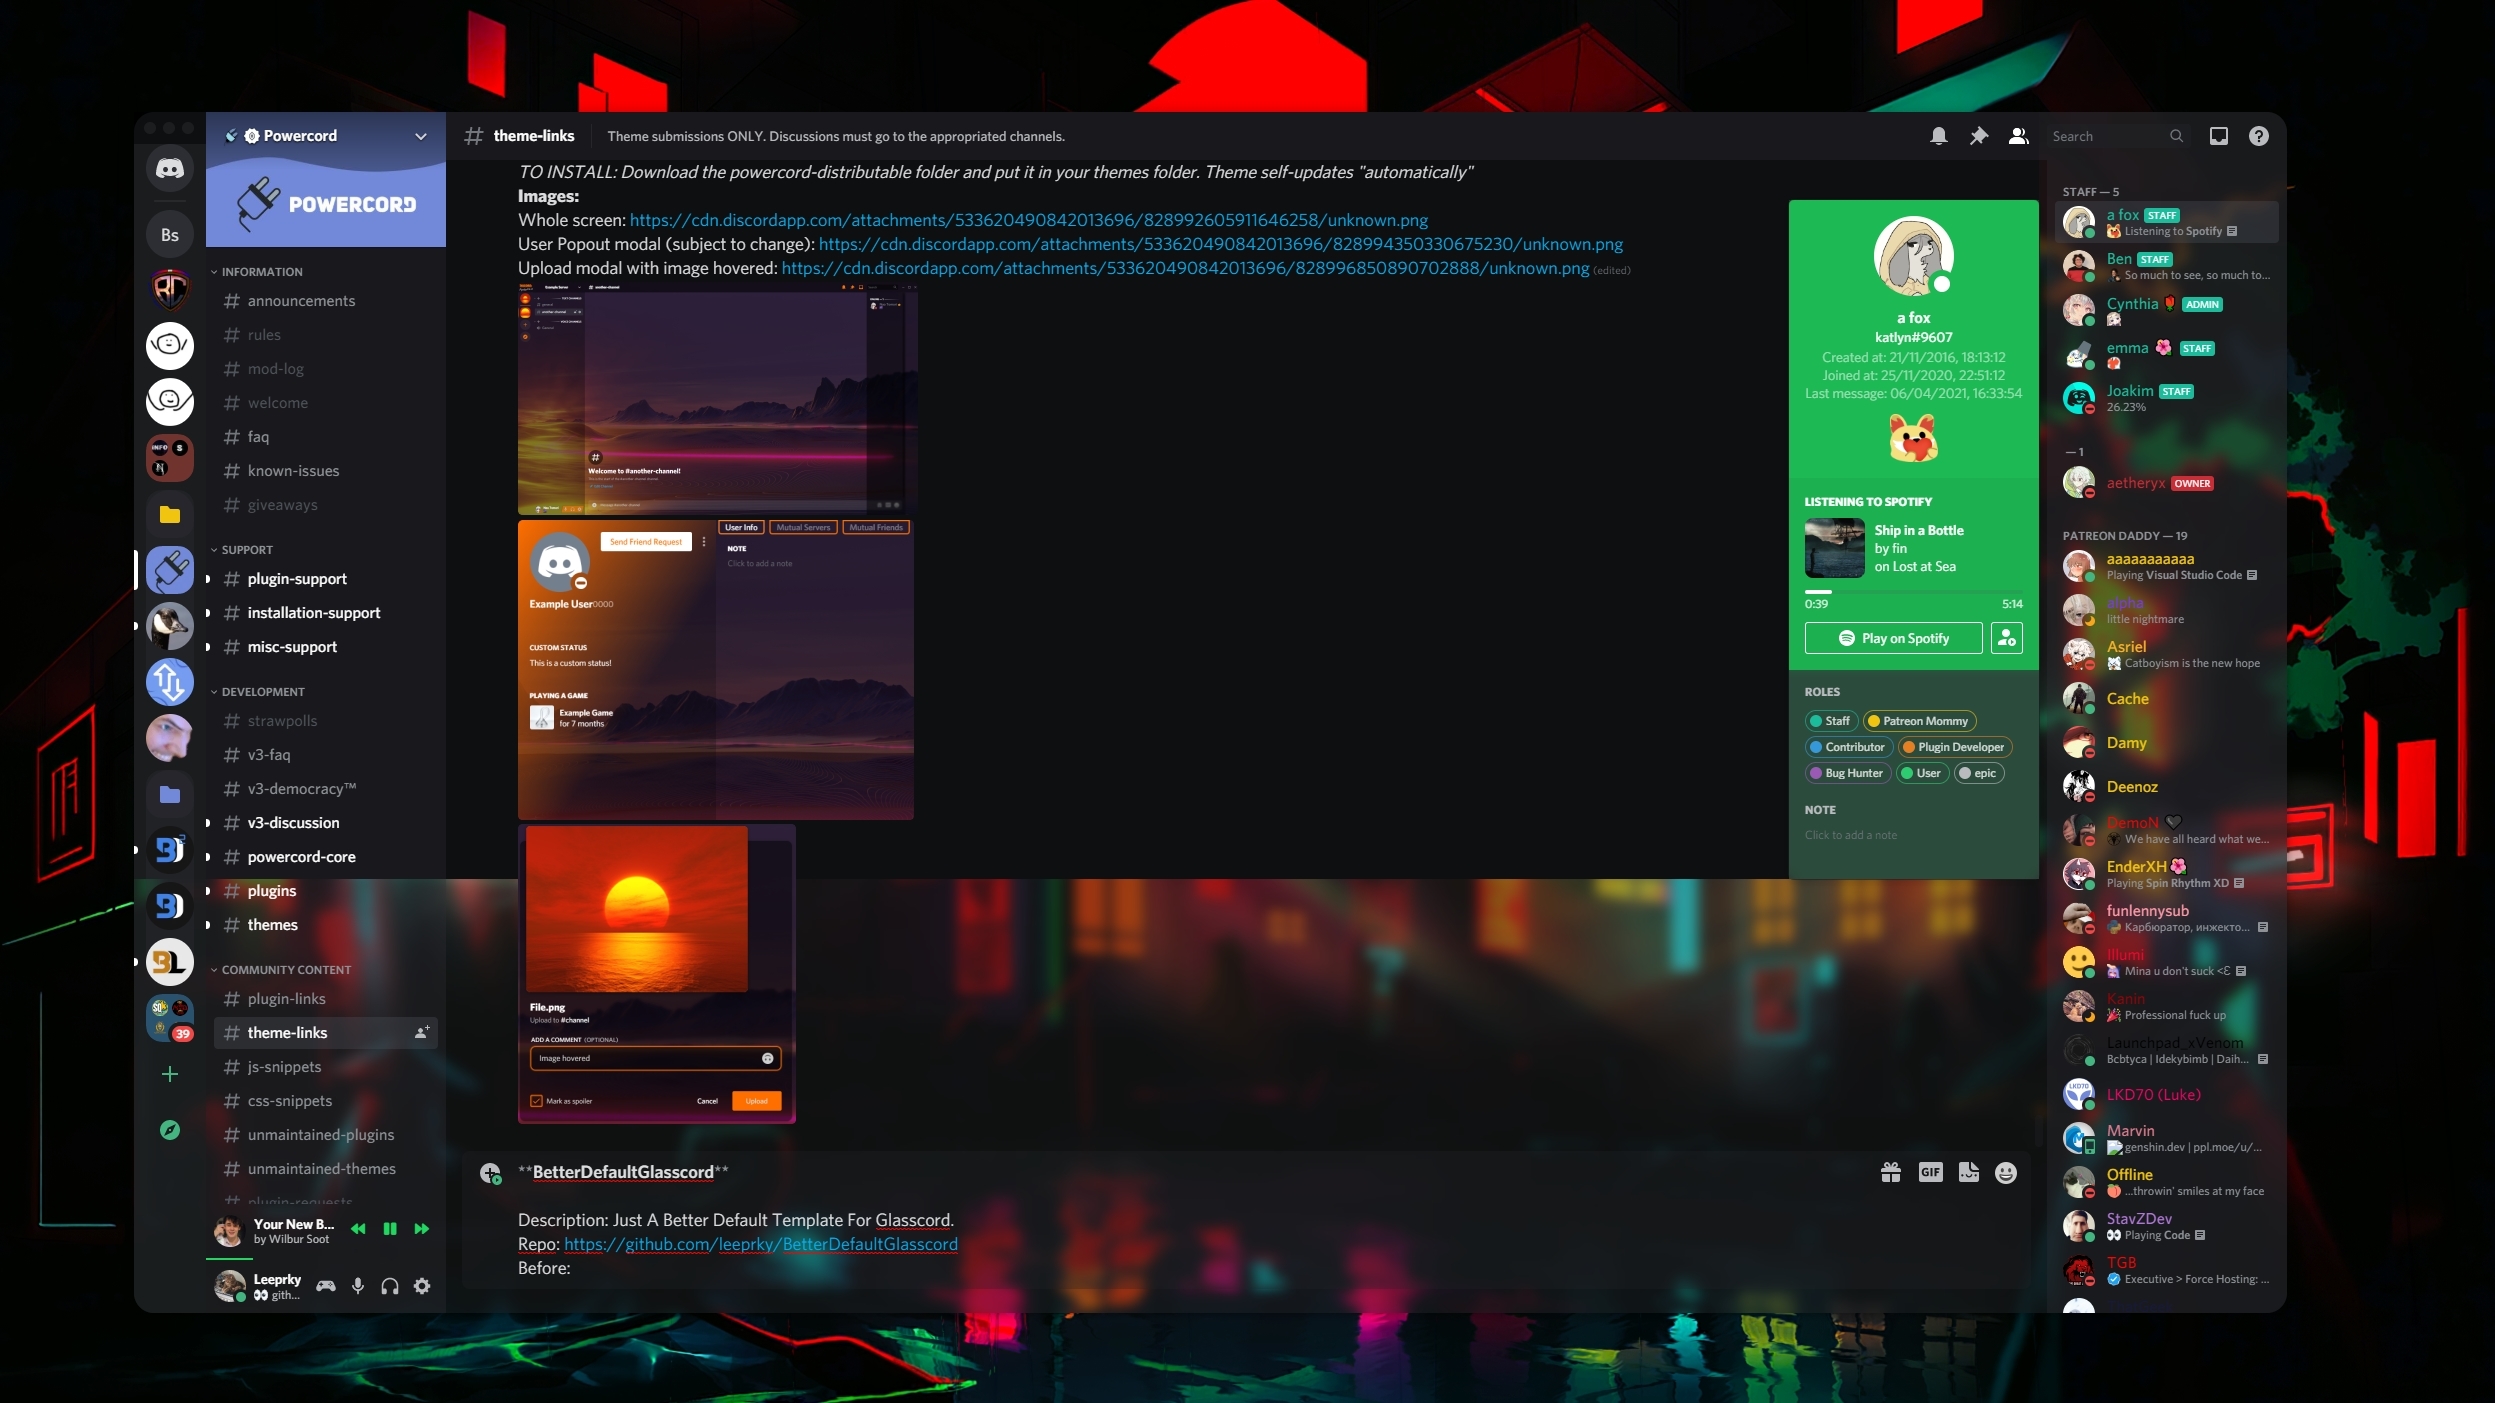 Powercord
POWERCORD
Bs
INFORMATION
announcements
rules
mod-log
welcome
faq
known-issues
giveaways
SUPPORT
plugin-support
installation-support
misc-support
DEVELOPMENT
strawpolls
v3-faq
v3-democracy™
v3-discussion
powercord-core
plugins
themes
COMMUNITY CONTENT
plugin-links
theme-links
js-snippets
css-snippets
unmaintained-plugins
unmaintained-themes
plugin-requests
39
Your New B...
by Wilbur Soot
Leeprky
gith...
theme-links
Theme submissions ONLY. Discussions must go to the appropriated channels.
Search
TO INSTALL: Download the powercord-distributable folder and put it in your themes folder. Theme self-updates "automatically"
Images:
Whole screen: https://cdn.discordapp.com/attachments/533620490842013696/828992605911646258/unknown.png
User Popout modal (subject to change): https://cdn.discordapp.com/attachments/533620490842013696/828994350330675230/unknown.png
Upload modal with image hovered: https://cdn.discordapp.com/attachments/533620490842013696/828996850890702888/unknown.png (edited)
Example Server
another-channel
Welcome to #another-channel!
User Info
Mutual Servers
Mutual Friends
Send Friend Request
NOTE
Click to add a note
Example User0000
CUSTOM STATUS
This is a custom status!
PLAYING A GAME
Example Game
for 7 months
File.png
Upload to #channel
ADD A COMMENT (OPTIONAL)
Image hovered
Mark as spoiler
Cancel
Upload
**BetterDefaultGlasscord**
GIF
Description: Just A Better Default Template For Glasscord.
Repo: https://github.com/leeprky/BetterDefaultGlasscord
Before:
a fox
katlyn#9607
Created at: 21/11/2016, 18:13:12
Joined at: 25/11/2020, 22:51:12
Last message: 06/04/2021, 16:33:54
LISTENING TO SPOTIFY
Ship in a Bottle
by fin
on Lost at Sea
0:39
5:14
Play on Spotify
ROLES
Staff
Patreon Mommy
Contributor
Plugin Developer
Bug Hunter
User
epic
NOTE
Click to add a note
STAFF — 5
a fox STAFF
Listening to Spotify
Ben STAFF
So much to see, so much to...
Cynthia ADMIN
emma STAFF
Joakim STAFF
26.23%
— 1
aetheryx OWNER
PATREON DADDY — 19
aaaaaaaaaaa
Playing Visual Studio Code
alpha
little nightmare
Asriel
Catboyism is the new hope
Cache
Damy
Deenoz
DemoN
We have all heard what we...
EnderXH
Playing Spin Rhythm XD
funlennysub
Карбюратор, инжекто...
Illumi
Mina u don't suck <ℇ
Kanin
Professional fuck up
Launchpad_xVenom
Bcbtyca | Idekybimb | Daih...
LKD70
LKD70 (Luke)
Marvin
genshin.dev | ppl.moe/u/...
Offline
...throwin' smiles at my face
StavZDev
Playing Code
TGB
Executive > Force Hosting: ...